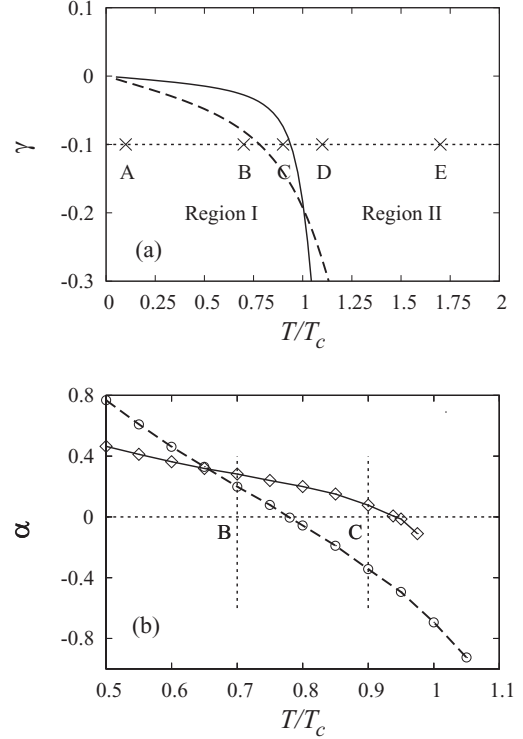 0
γ
-0.1
A
B
C
D
E
-0.2
Region I
Region II
(a)
-0.3
0
0.25
0.5
0.75
1
1.25
1.5
1.75
2
T/Tc
0.8
0.4
α
0
B
C
-0.4
-0.8
(b)
0.5
0.6
0.7
0.8
0.9
1
1.1
T/Tc